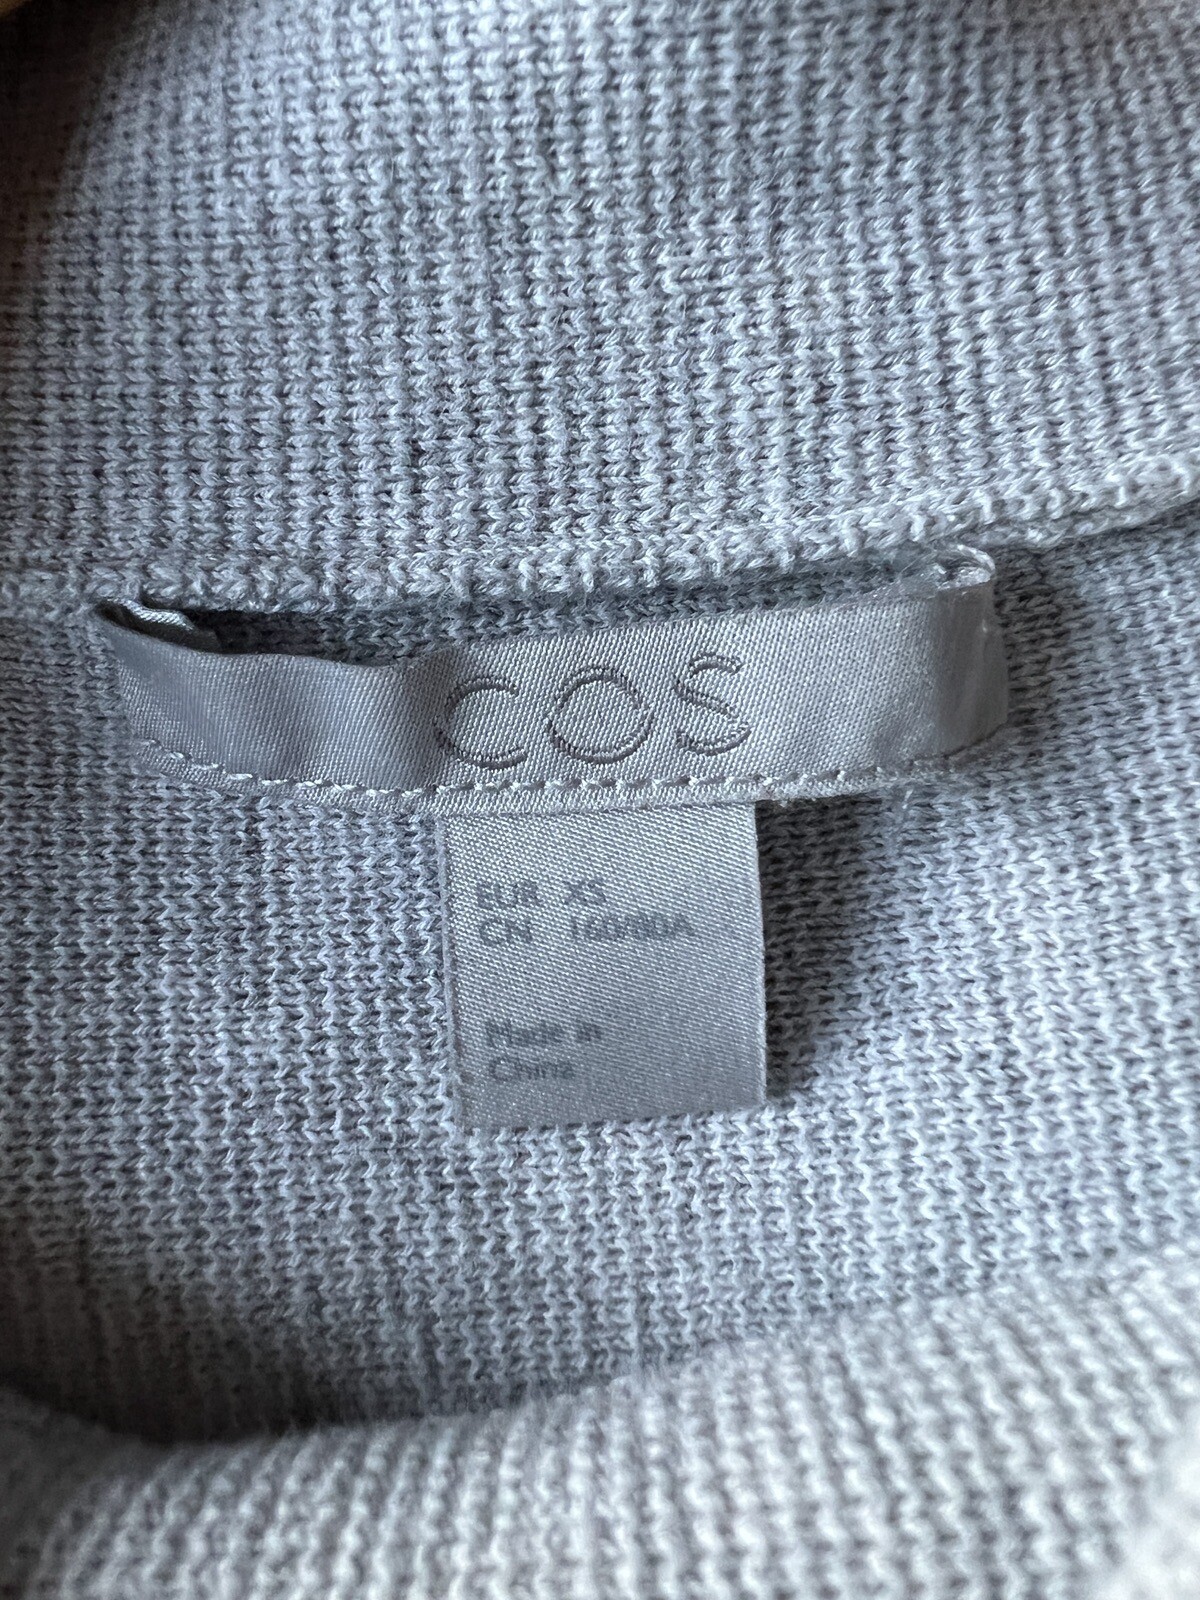 COS
EUR XS
CN 160/80A
Made in
China